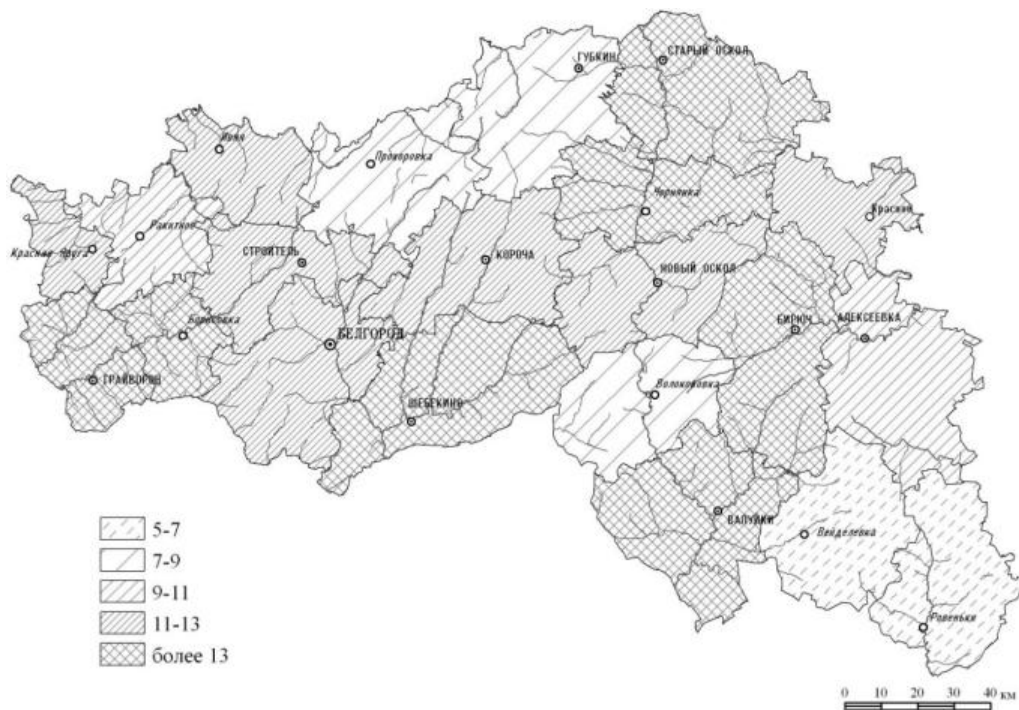 ГУБКИН
СТАРЫЙ ОСКОЛ
Ивня
Прохоровка
Чернянка
Красное
Ракитное
Красная Яруга
СТРОИТЕЛЬ
КОРОЧА
НОВЫЙ ОСКОЛ
Борисовка
БЕЛГОРОД
БИРЮЧ
АЛЕКСЕЕВКА
ГРАЙВОРОН
ШЕБЕКИНО
Волоконовка
ВАЛУЙКИ
Вейделевка
Ровеньки
5-7
7-9
9-11
11-13
более 13
0 10 20 30 40 км